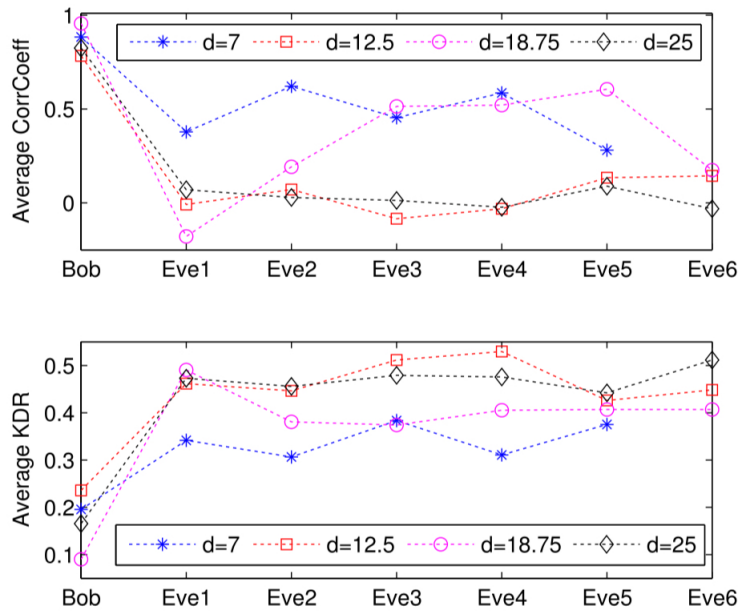 1
d=7 d=12.5 d=18.75 d=25
0.5
0
Average CorrCoeff
Bob Eve1 Eve2 Eve3 Eve4 Eve5 Eve6
0.5
0.4
0.3
0.2
0.1
Average KDR
d=7 d=12.5 d=18.75 d=25
Bob Eve1 Eve2 Eve3 Eve4 Eve5 Eve6